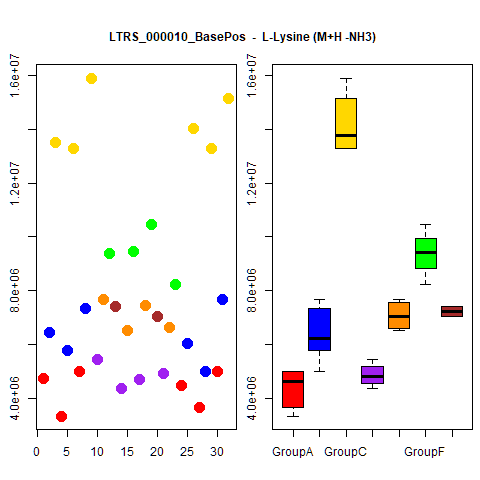 LTRS_000010_BasePos - L-Lysine (M+H -NH3)
1.6e+07
1.2e+07
8.0e+06
4.0e+06
0 5 10 15 20 25 30
1.6e+07
1.2e+07
8.0e+06
4.0e+06
GroupA GroupC GroupF